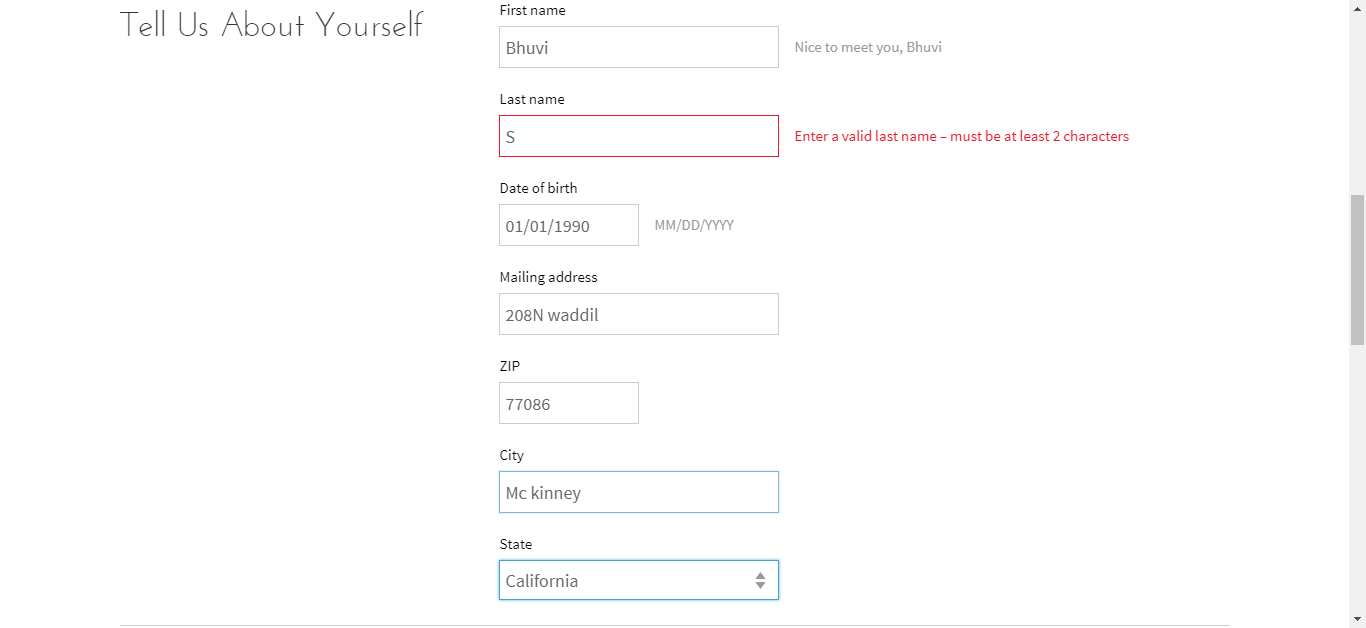 Tell Us About Yourself
First name
Bhuvi
Nice to meet you, Bhuvi
Last name
S
Enter a valid last name – must be at least 2 characters
Date of birth
01/01/1990
MM/DD/YYYY
Mailing address
208N waddil
ZIP
77086
City
Mc kinney
State
California